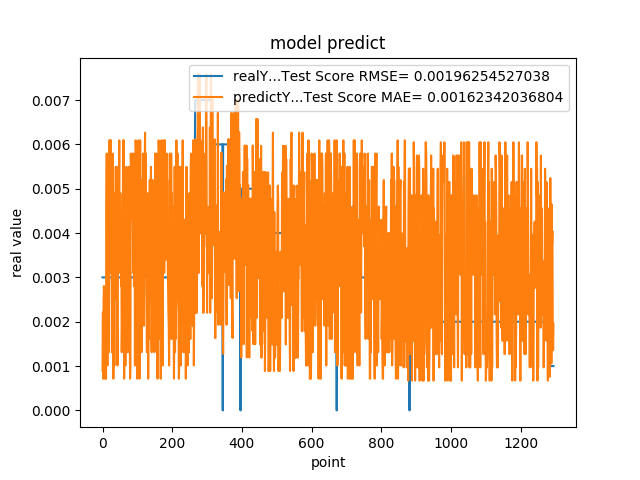 model predict
realY...Test Score RMSE= 0.00196254527038
predictY...Test Score MAE= 0.00162342036804
0.007
0.006
0.005
0.004
0.003
0.002
0.001
0.000
real value
0 200 400 600 800 1000 1200
point